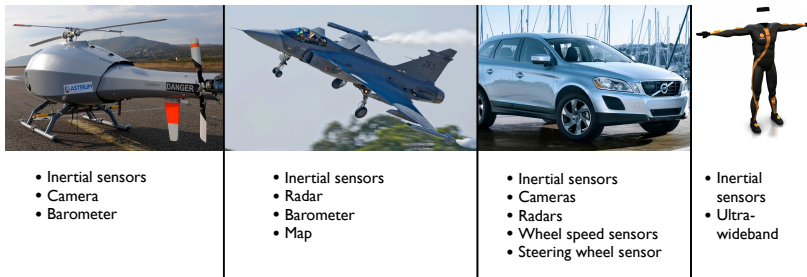 ASTRIUM
DANGER
• Inertial sensors
• Camera
• Barometer
• Inertial sensors
• Radar
• Barometer
• Map
• Inertial sensors
• Cameras
• Radars
• Wheel speed sensors
• Steering wheel sensor
• Inertial
sensors
• Ultra-
wideband